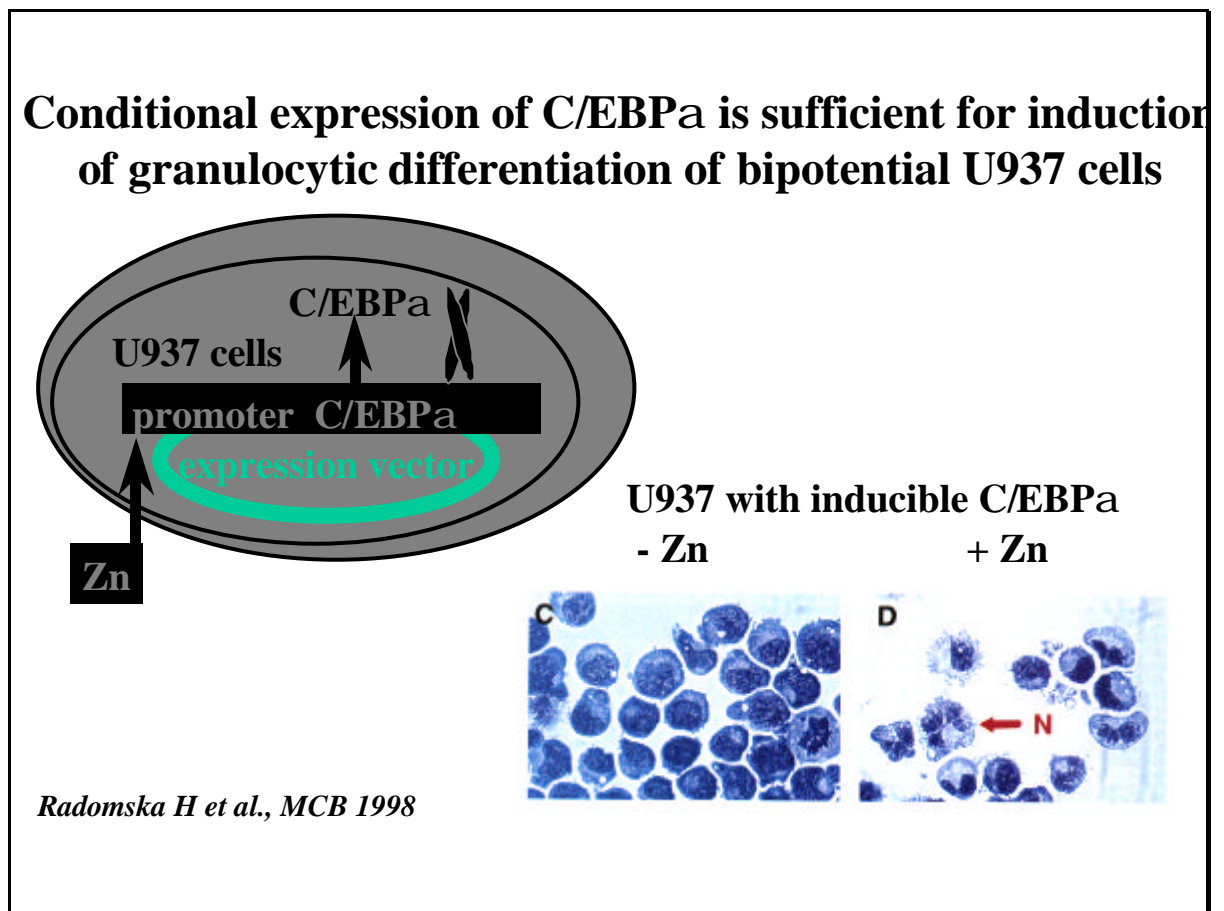 Conditional expression of C/EBPa is sufficient for induction
of granulocytic differentiation of bipotential U937 cells
C/EBPa
U937 cells
promoter C/EBPa
expression vector
Zn
U937 with inducible C/EBPa
- Zn + Zn
C D
N
Radomska H et al., MCB 1998